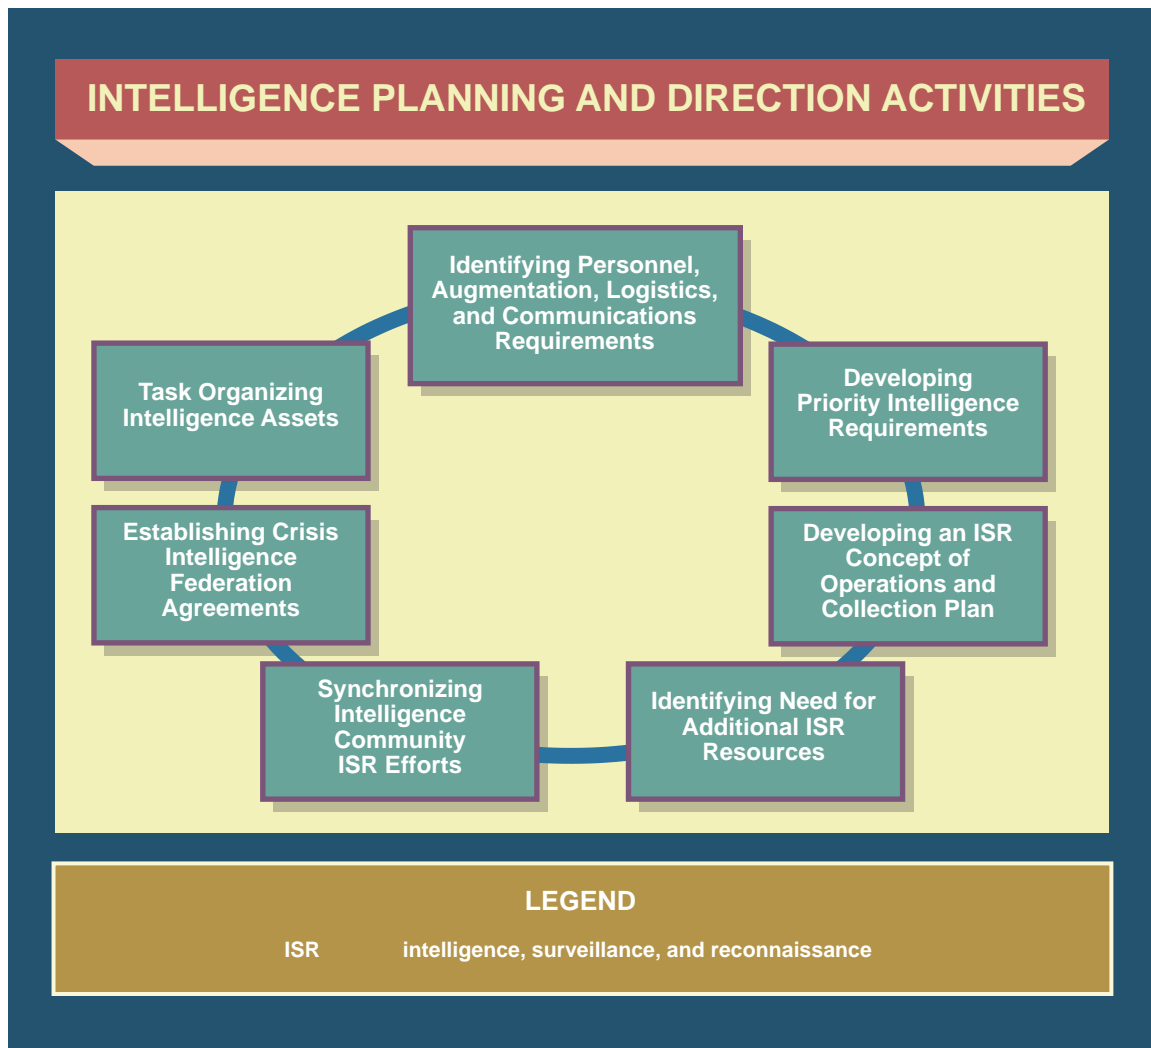 INTELLIGENCE PLANNING AND DIRECTION ACTIVITIES
Identifying Personnel,
Augmentation, Logistics,
and Communications
Requirements
Developing
Priority Intelligence
Requirements
Developing an ISR
Concept of
Operations and
Collection Plan
Identifying Need for
Additional ISR
Resources
Synchronizing
Intelligence
Community
ISR Efforts
Establishing Crisis
Intelligence
Federation
Agreements
Task Organizing
Intelligence Assets
LEGEND
ISR intelligence, surveillance, and reconnaissance